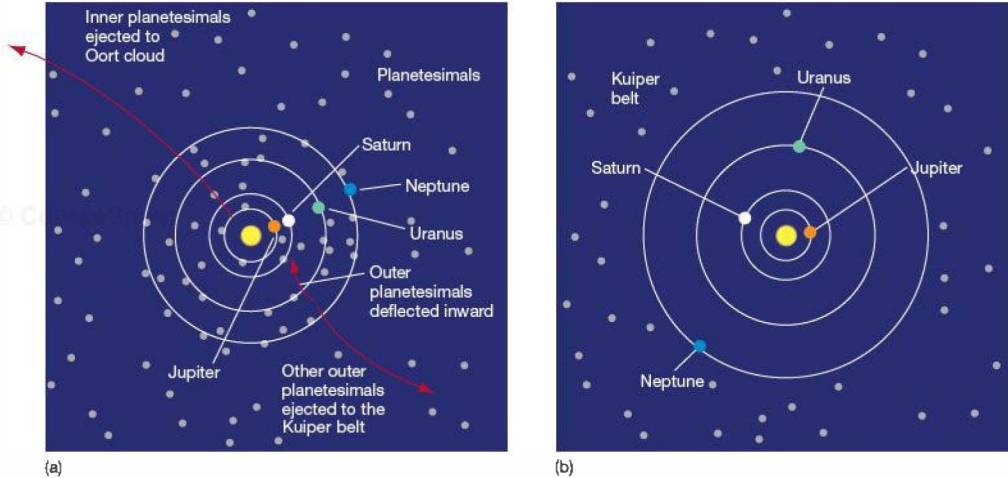 Inner planetesimals
ejected to
Oort cloud
Planetesimals
Saturn
Neptune
Uranus
Outer
planetesimals
deflected inward
Jupiter
Other outer
planetesimals
ejected to the
Kuiper belt
(a)
Kuiper
belt
Uranus
Saturn
Jupiter
Neptune
(b)